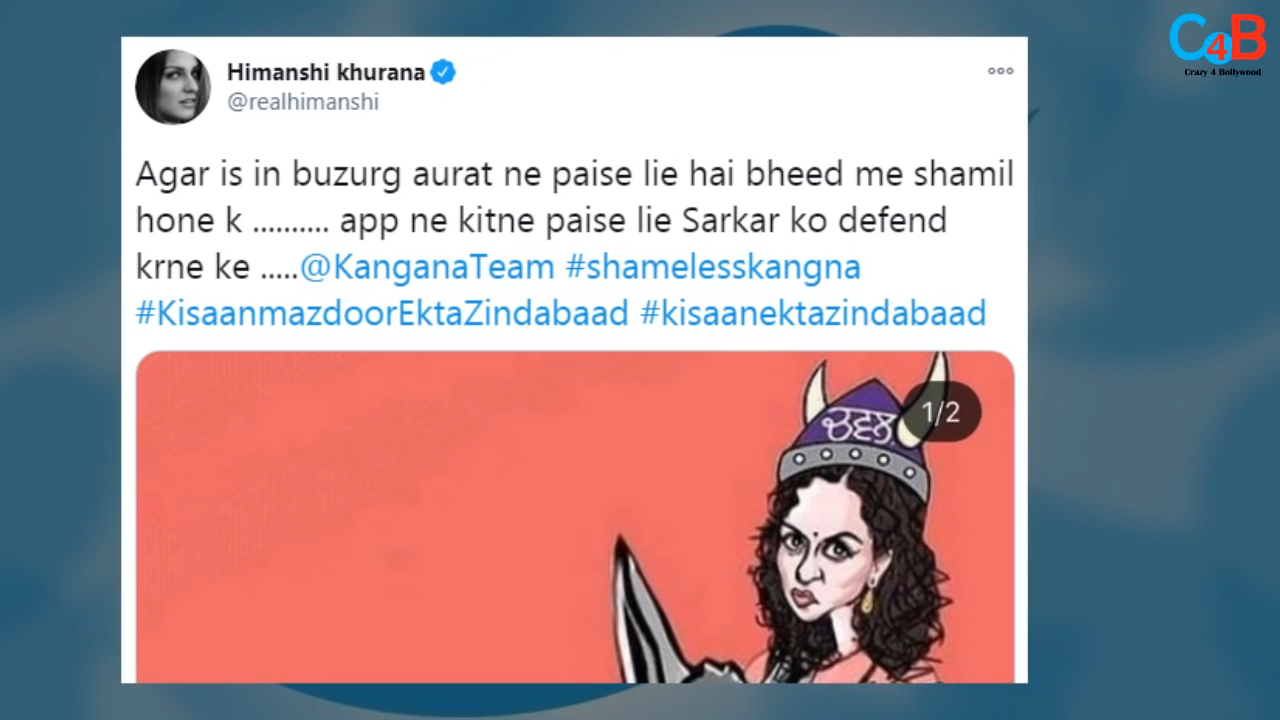 C4B
Crazy 4 Bollywood
Himanshi khurana
@realhimanshi
Agar is in buzurg aurat ne paise lie hai bheed me shamil
hone k .......... app ne kitne paise lie Sarkar ko defend
krne ke .....@KanganaTeam #shamelesskangna
#KisaanmazdoorEktaZindabaad #kisaanektazindabaad
1/2